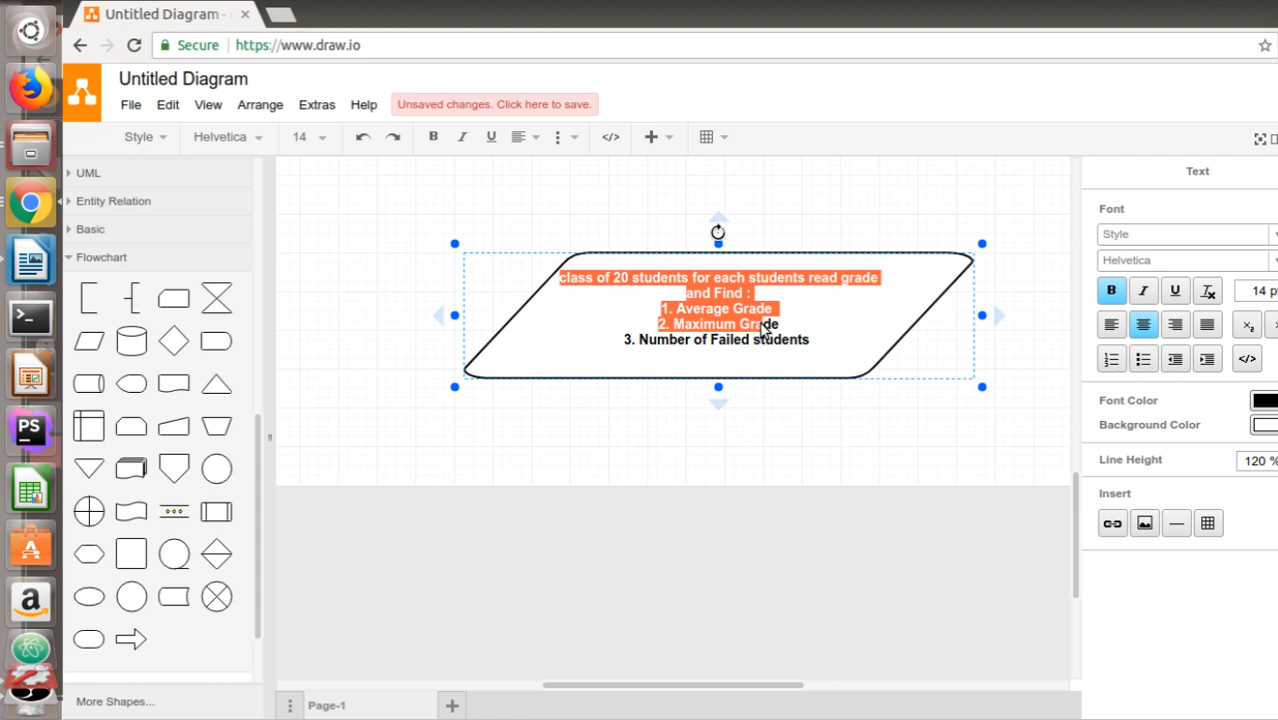 Untitled Diagram -
Secure
https://www.draw.io
Untitled Diagram
File Edit View Arrange Extras Help
Unsaved changes. Click here to save.
Style Helvetica 14 B I U </>
UML
Entity Relation
Basic
Flowchart
More Shapes...
class of 20 students for each students read grade
and Find :
1. Average Grade
2. Maximum Grade
3. Number of Failed students
Page-1
Text
Font
Style
Helvetica
B I U T 14 p
Font Color
Background Color
Line Height 120 %
Insert
PS
a